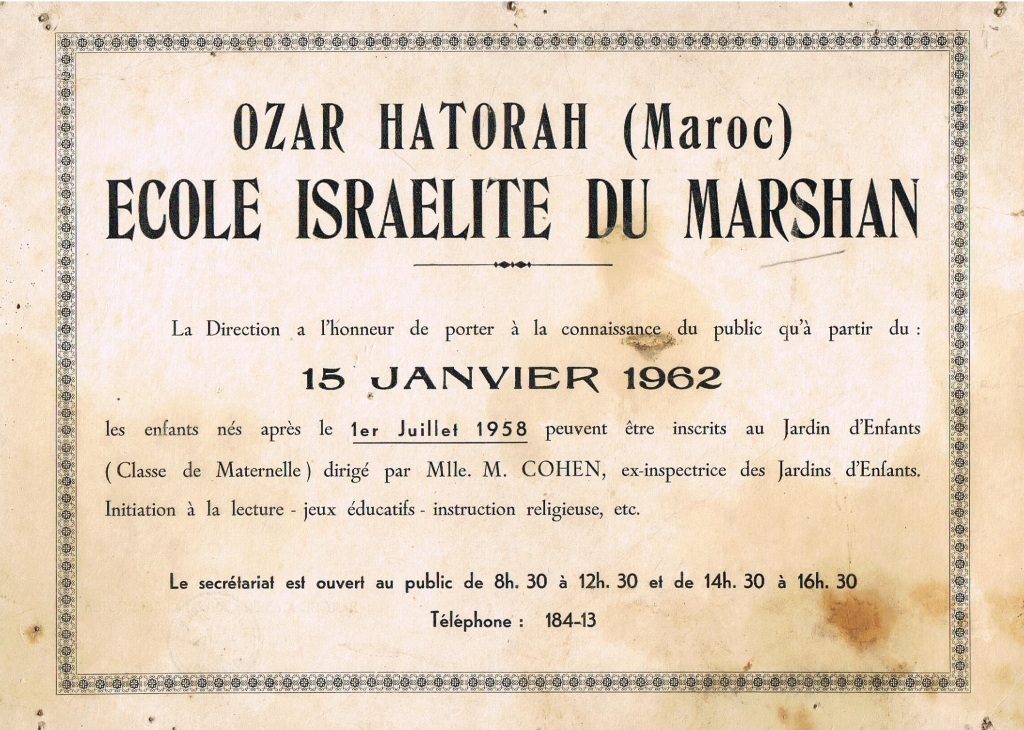 OZAR HATORAH (Maroc)
ECOLE ISRAELITE DU MARSHAN
La Direction a l'honneur de porter à la connaissance du public qu'à partir du :
15 JANVIER 1962
les enfants nés après le 1er Juillet 1958 peuvent être inscrits au Jardin d'Enfants
( Classe de Maternelle ) dirigé par Mlle. M. COHEN, ex-inspectrice des Jardins d'Enfants.
Initiation à la lecture - jeux éducatifs - instruction religieuse, etc.
Le secrétariat est ouvert au public de 8h. 30 à 12h. 30 et de 14h. 30 à 16h. 30
Téléphone : 184-13